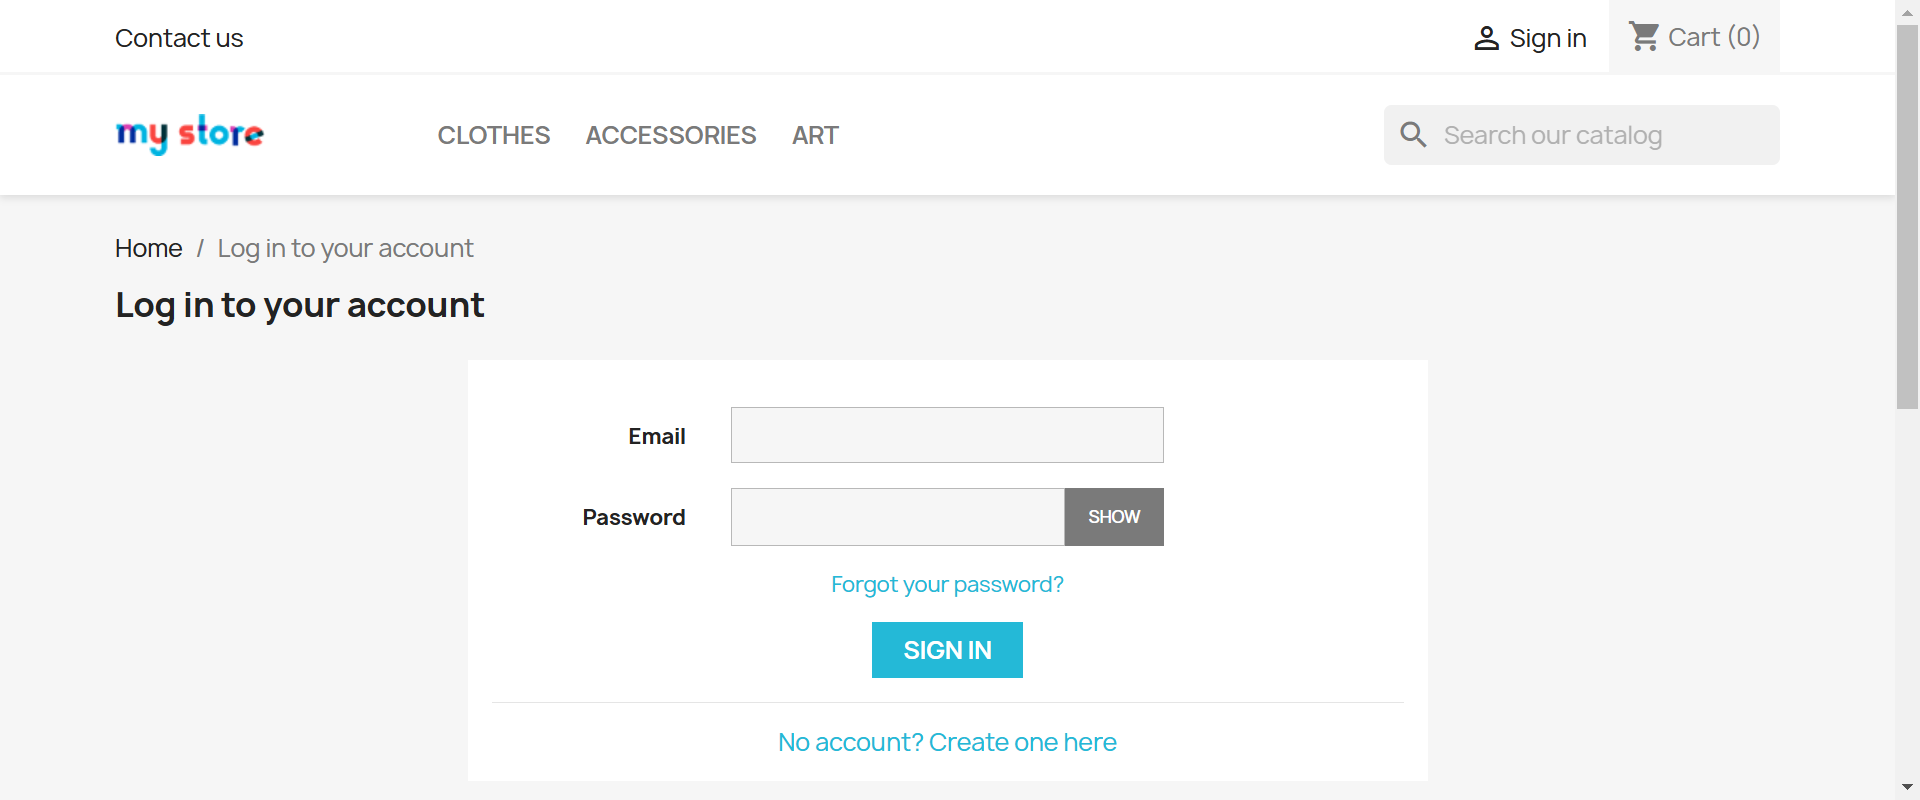 Contact us
Sign in
Cart (0)
my store
CLOTHES
ACCESSORIES
ART
Search our catalog
Home / Log in to your account
Log in to your account
Email
Password
SHOW
Forgot your password?
SIGN IN
No account? Create one here